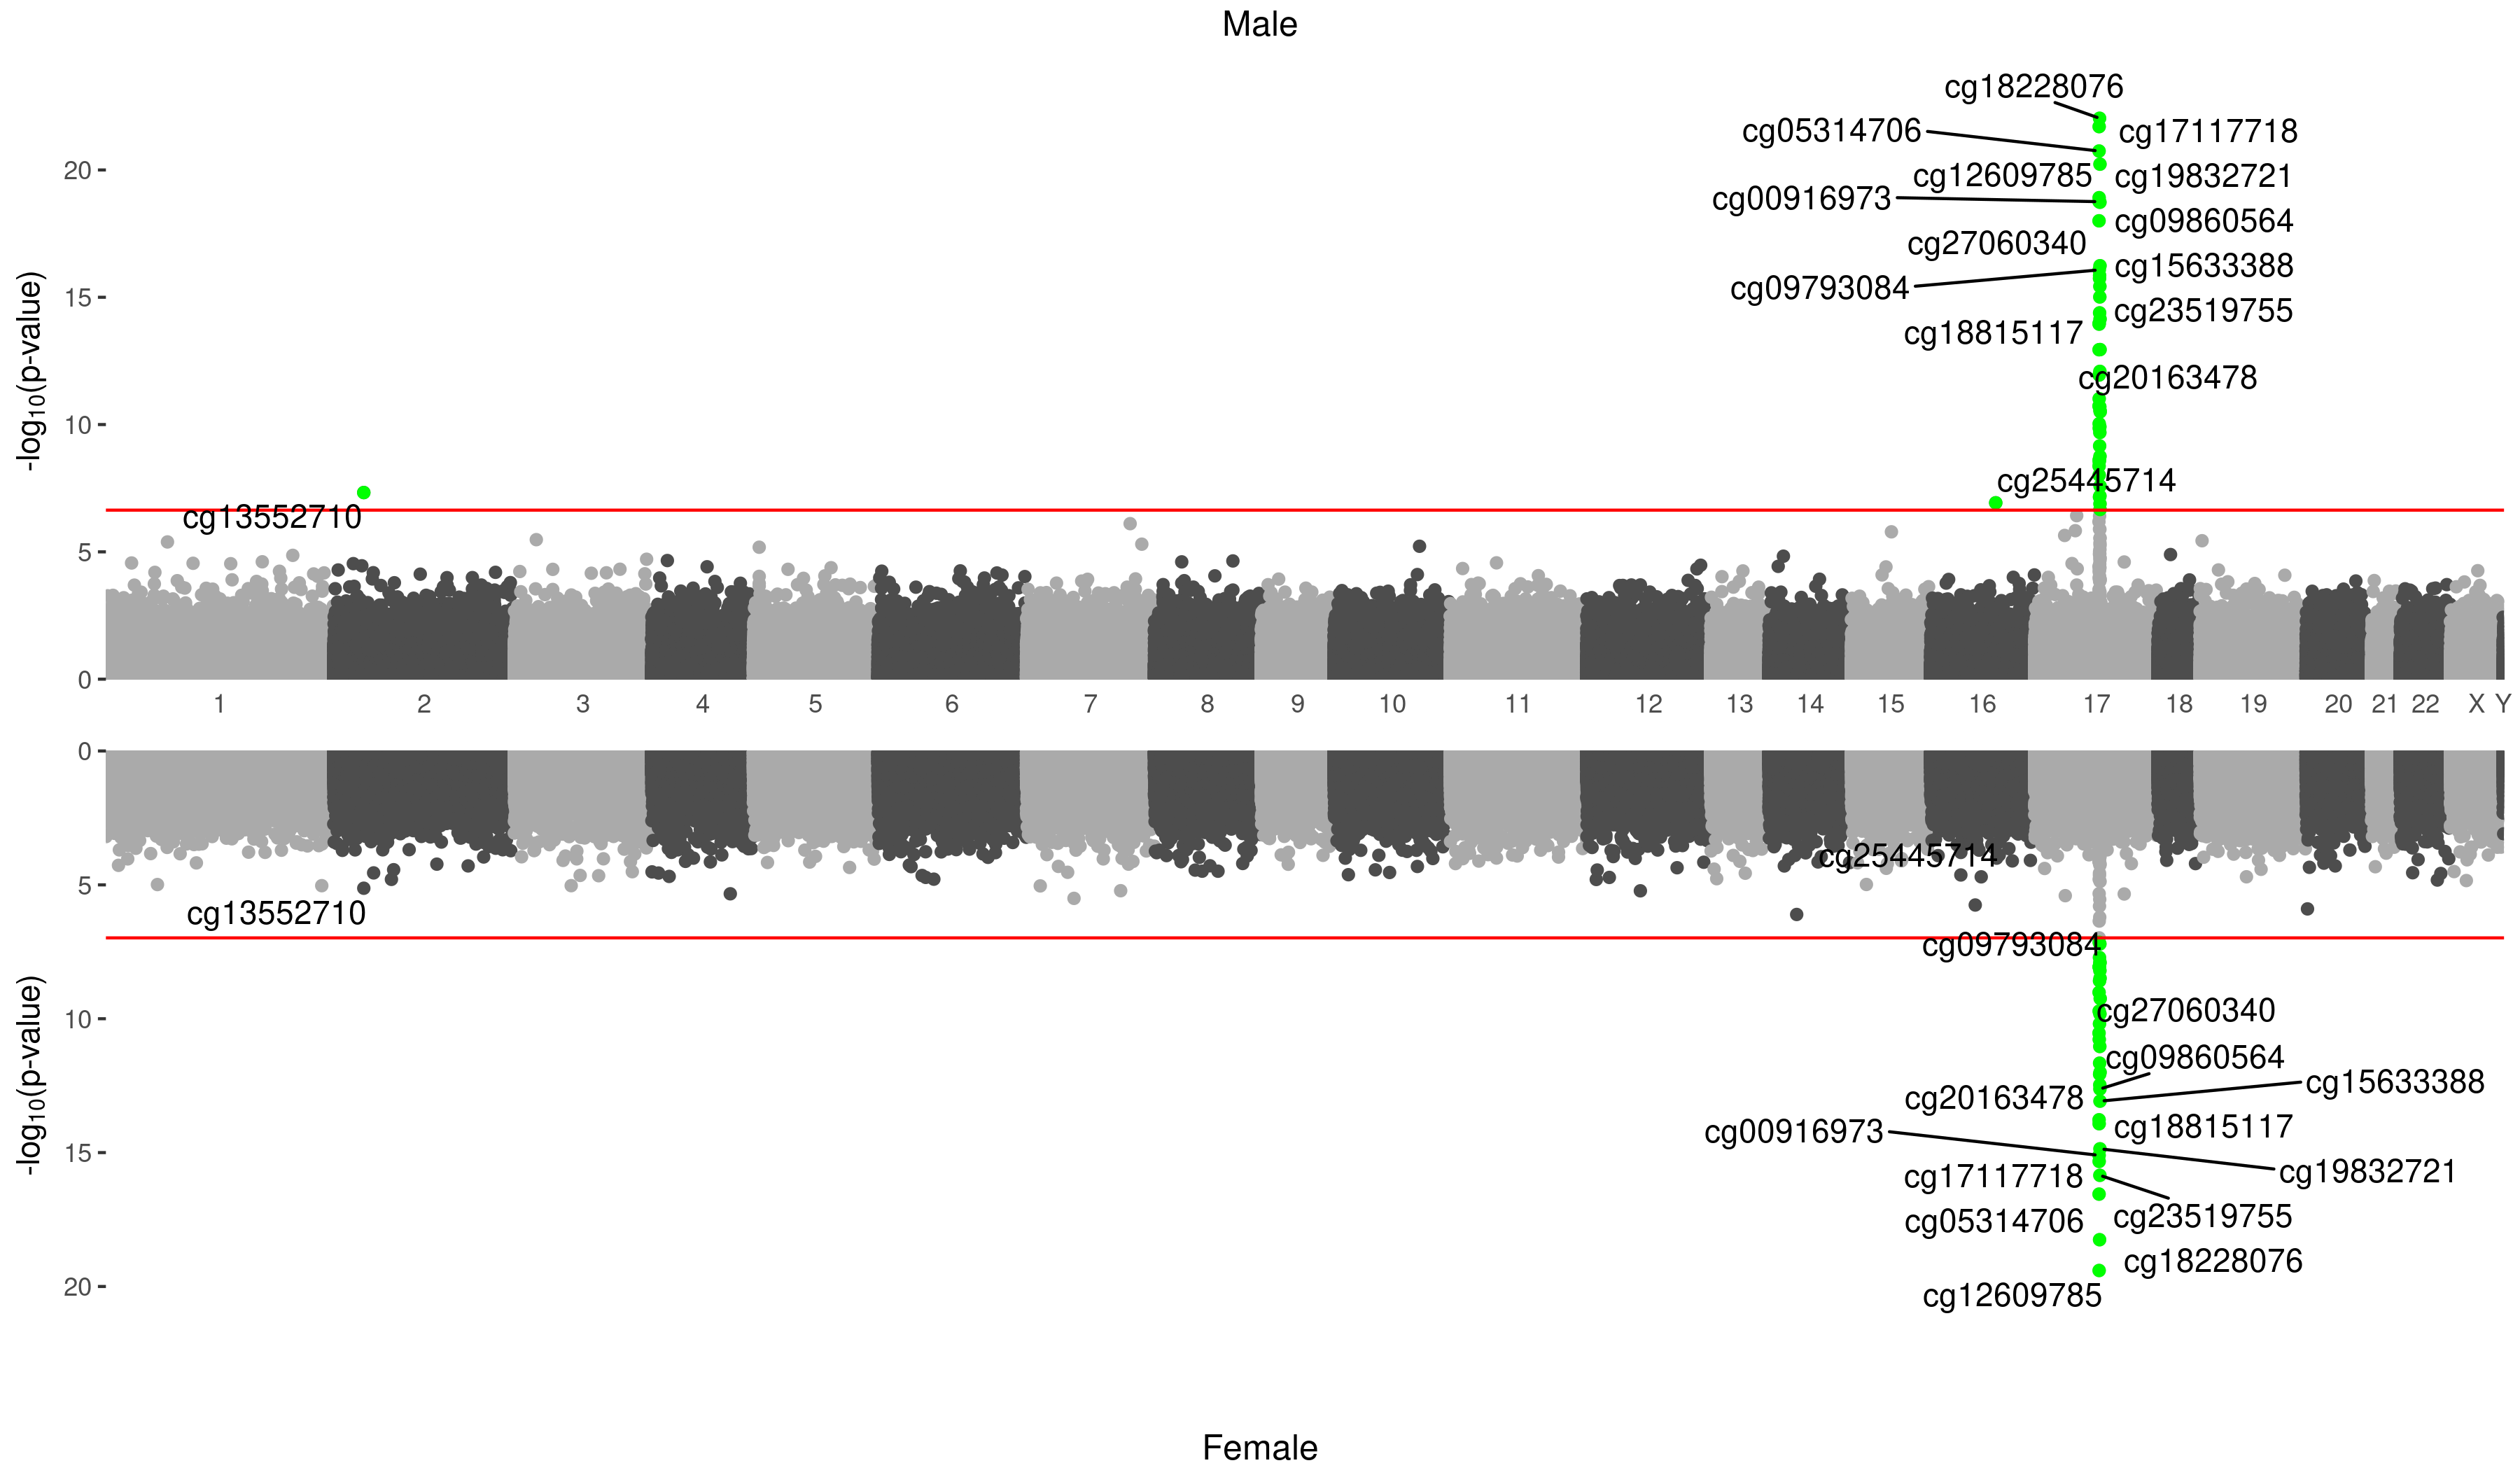 Male
cg18228076
cg05314706
cg17117718
20
cg12609785
cg19832721
cg00916973
cg09860564
cg27060340
cg15633388
cg09793084
15
cg23519755
cg18815117
-log10(p-value)
cg20163478
10
cg25445714
cg13552710
5
0
1 2 3 4 5 6 7 8 9 10 11 12 13 14 15 16 17 18 19 20 21 22 X Y
0
cg25445714
5
cg13552710
cg09793084
-log10(p-value)
10
cg27060340
cg09860564
cg15633388
cg20163478
cg18815117
cg00916973
15
cg19832721
cg17117718
cg23519755
cg05314706
cg18228076
20
cg12609785
Female